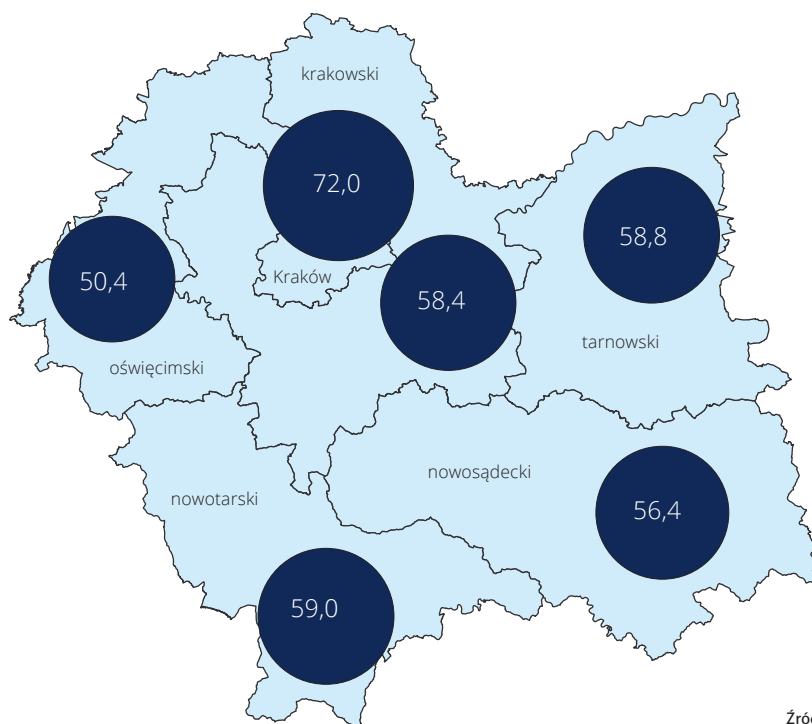 krakowski
72,0
58,8
50,4
Kraków
58,4
tarnowski
oświęcimski
nowosądecki
nowotarski
56,4
59,0